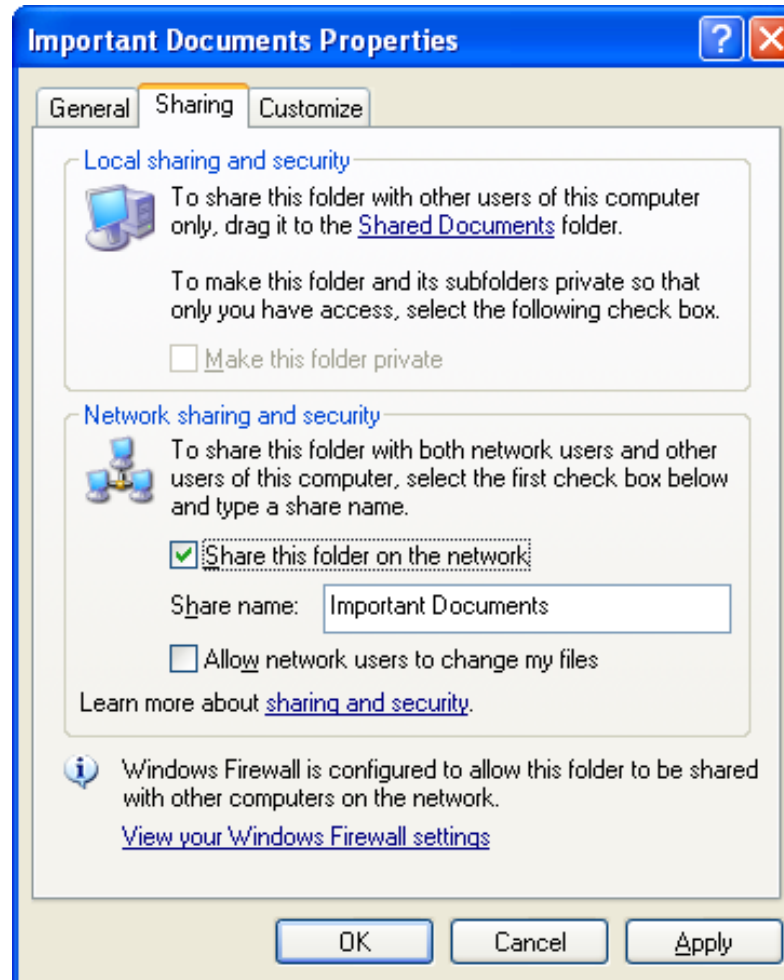 Important Documents Properties
?
General Sharing Customize
Local sharing and security
To share this folder with other users of this computer
only, drag it to the Shared Documents folder.
To make this folder and its subfolders private so that
only you have access, select the following check box.
Make this folder private
Network sharing and security
To share this folder with both network users and other
users of this computer, select the first check box below
and type a share name.
Share this folder on the network
Share name: Important Documents
Allow network users to change my files
Learn more about sharing and security.
Windows Firewall is configured to allow this folder to be shared
with other computers on the network.
View your Windows Firewall settings
OK Cancel Apply